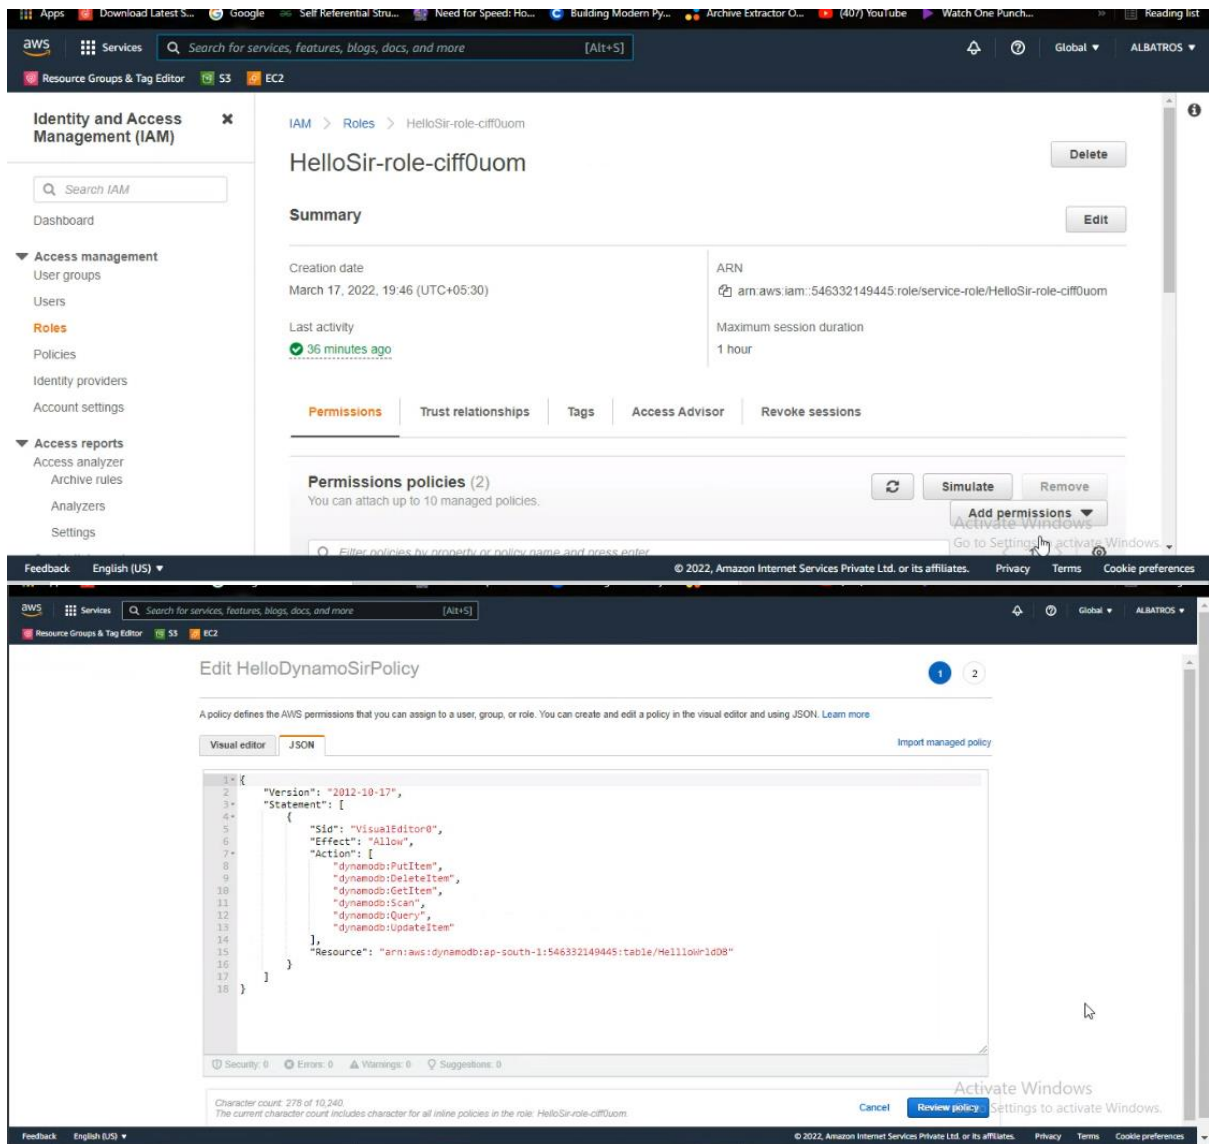 Apps Download Latest S... Google Self Referential Stru... Need for Speed: Ho... Building Modern Py... Archive Extractor O... (407) YouTube Watch One Punch... » Reading list
aws Services Search for services, features, blogs, docs, and more [Alt+S] Global ▼ ALBATROS ▼
Resource Groups & Tag Editor S3 EC2
Identity and Access Management (IAM)
Search IAM
Dashboard
Access management
User groups
Users
Roles
Policies
Identity providers
Account settings
Access reports
Access analyzer
Archive rules
Analyzers
Settings
IAM > Roles > HelloSir-role-ciff0uom
HelloSir-role-ciff0uom
Delete
Summary
Edit
Creation date
March 17, 2022, 19:46 (UTC+05:30)
ARN
arn:aws:iam::546332149445:role/service-role/HelloSir-role-ciff0uom
Last activity
36 minutes ago
Maximum session duration
1 hour
Permissions Trust relationships Tags Access Advisor Revoke sessions
Permissions policies (2)
You can attach up to 10 managed policies.
Simulate Remove
Add permissions ▼
Activate Windows
Go to Settings to activate Windows.
Filter policies by property or policy name and press enter
Feedback English (US) ▼ © 2022, Amazon Internet Services Private Ltd. or its affiliates. Privacy Terms Cookie preferences
aws Services Search for services, features, blogs, docs, and more [Alt+S] Global ▼ ALBATROS ▼
Resource Groups & Tag Editor S3 EC2
Edit HelloDynamoSirPolicy
1 2
A policy defines the AWS permissions that you can assign to a user, group, or role. You can create and edit a policy in the visual editor and using JSON. Learn more
Visual editor JSON Import managed policy
1 {
2 "Version": "2012-10-17",
3 "Statement": [
4 {
5 "Sid": "VisualEditor0",
6 "Effect": "Allow",
7 "Action": [
8 "dynamodb:PutItem",
9 "dynamodb:DeleteItem",
10 "dynamodb:GetItem",
11 "dynamodb:Scan",
12 "dynamodb:Query",
13 "dynamodb:UpdateItem"
14 ],
15 "Resource": "arn:aws:dynamodb:ap-south-1:546332149445:table/HellloWrldDB"
16 }
17 ]
18 }
Security: 0 Errors: 0 Warnings: 0 Suggestions: 0
Character count: 278 of 10,240.
The current character count includes character for all inline policies in the role: HelloSir-role-ciff0uom.
Cancel Review policy
Activate Windows
Settings to activate Windows.
Feedback English (US) ▼ © 2022, Amazon Internet Services Private Ltd. or its affiliates. Privacy Terms Cookie preferences